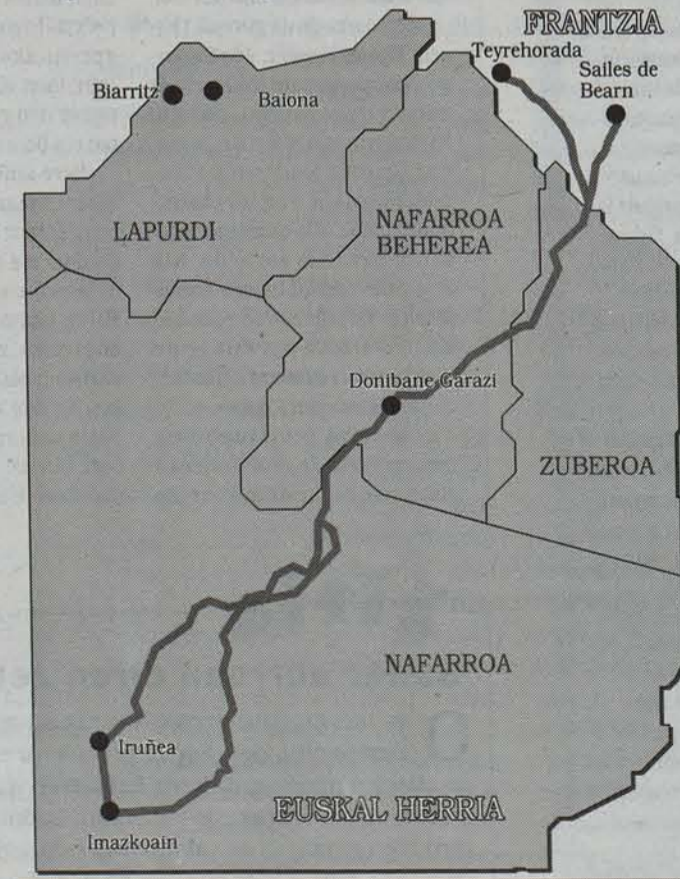 FRANTZIA
Teyrehorada
Sailes de
Bearn
Biarritz
Baiona
LAPURDI
NAFARROA
BEHEREA
Donibane Garazi
ZUBEROA
NAFARROA
Iruñea
EUSKAL HERRIA
Imazkoain